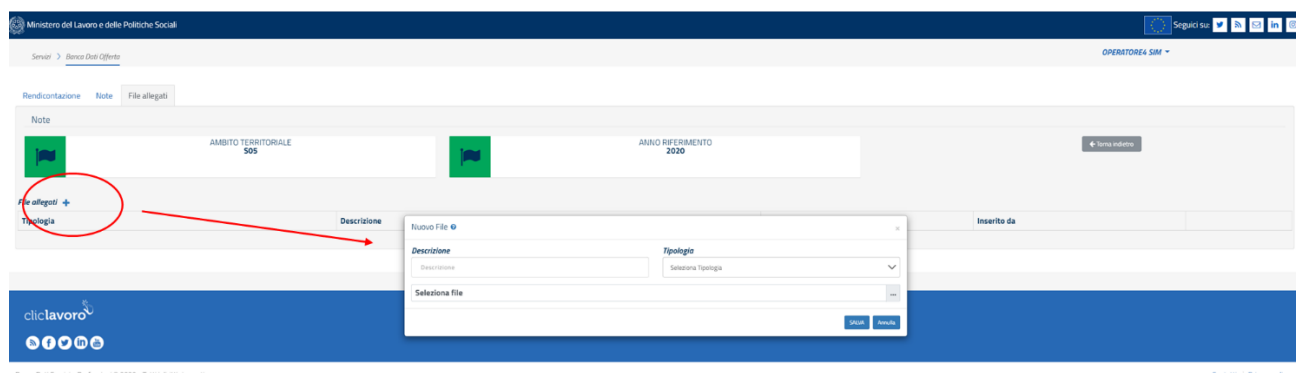 Ministero del Lavoro e delle Politiche Sociali
Seguici su:
Servizi > Banca Dati Offerta
OPERATORE4 SIM
Rendicontazione Note File allegati
Note
AMBITO TERRITORIALE
S05
ANNO RIFERIMENTO
2020
Torna indietro
File allegati +
Tipologia Descrizione Inserito da
Nuovo File
Descrizione Tipologia
Descrizione Seleziona Tipologia
Seleziona file ...
SALVA Annulla
cliclavoro